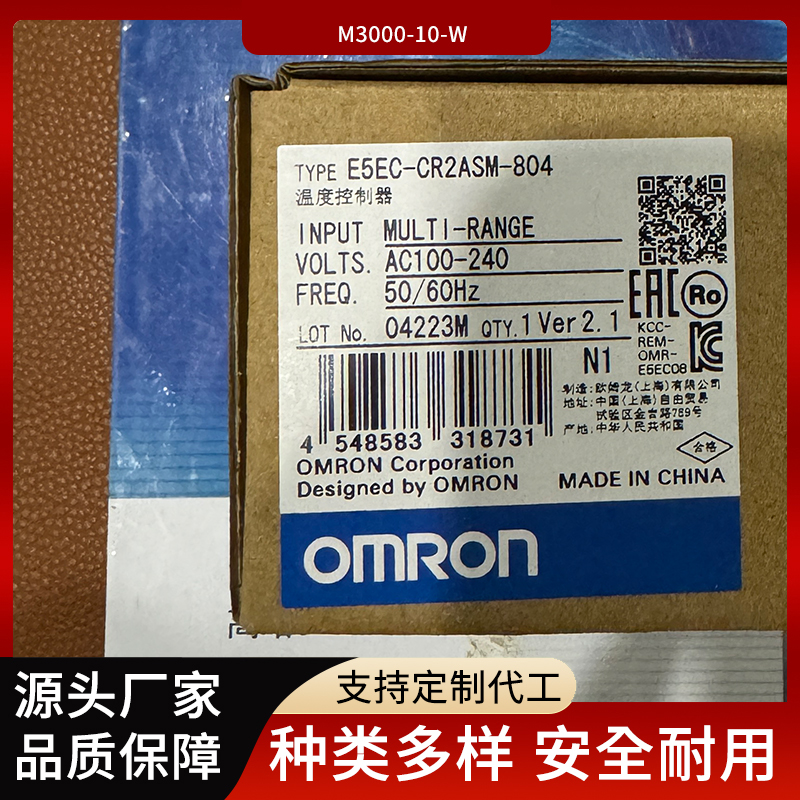 M3000-10-W
TYPE E5EC-CR2ASM-804
温度控制器
INPUT MULTI-RANGE
VOLTS. AC100-240
FREQ. 50/60Hz
LOT No. 04223M QTY.1 Ver2.1
EAC Ro
KCC-
REM-
OMR-
E5EC08
N1
制造:欧姆龙(上海)有限公司
地址:中国(上海)自由贸易
试验区金吉路789号
产地:中华人民共和国
4 548583 318731
合格
OMRON Corporation
Designed by OMRON
MADE IN CHINA
OMRON
源头厂家
品质保障
支持定制代工
种类多样 安全耐用